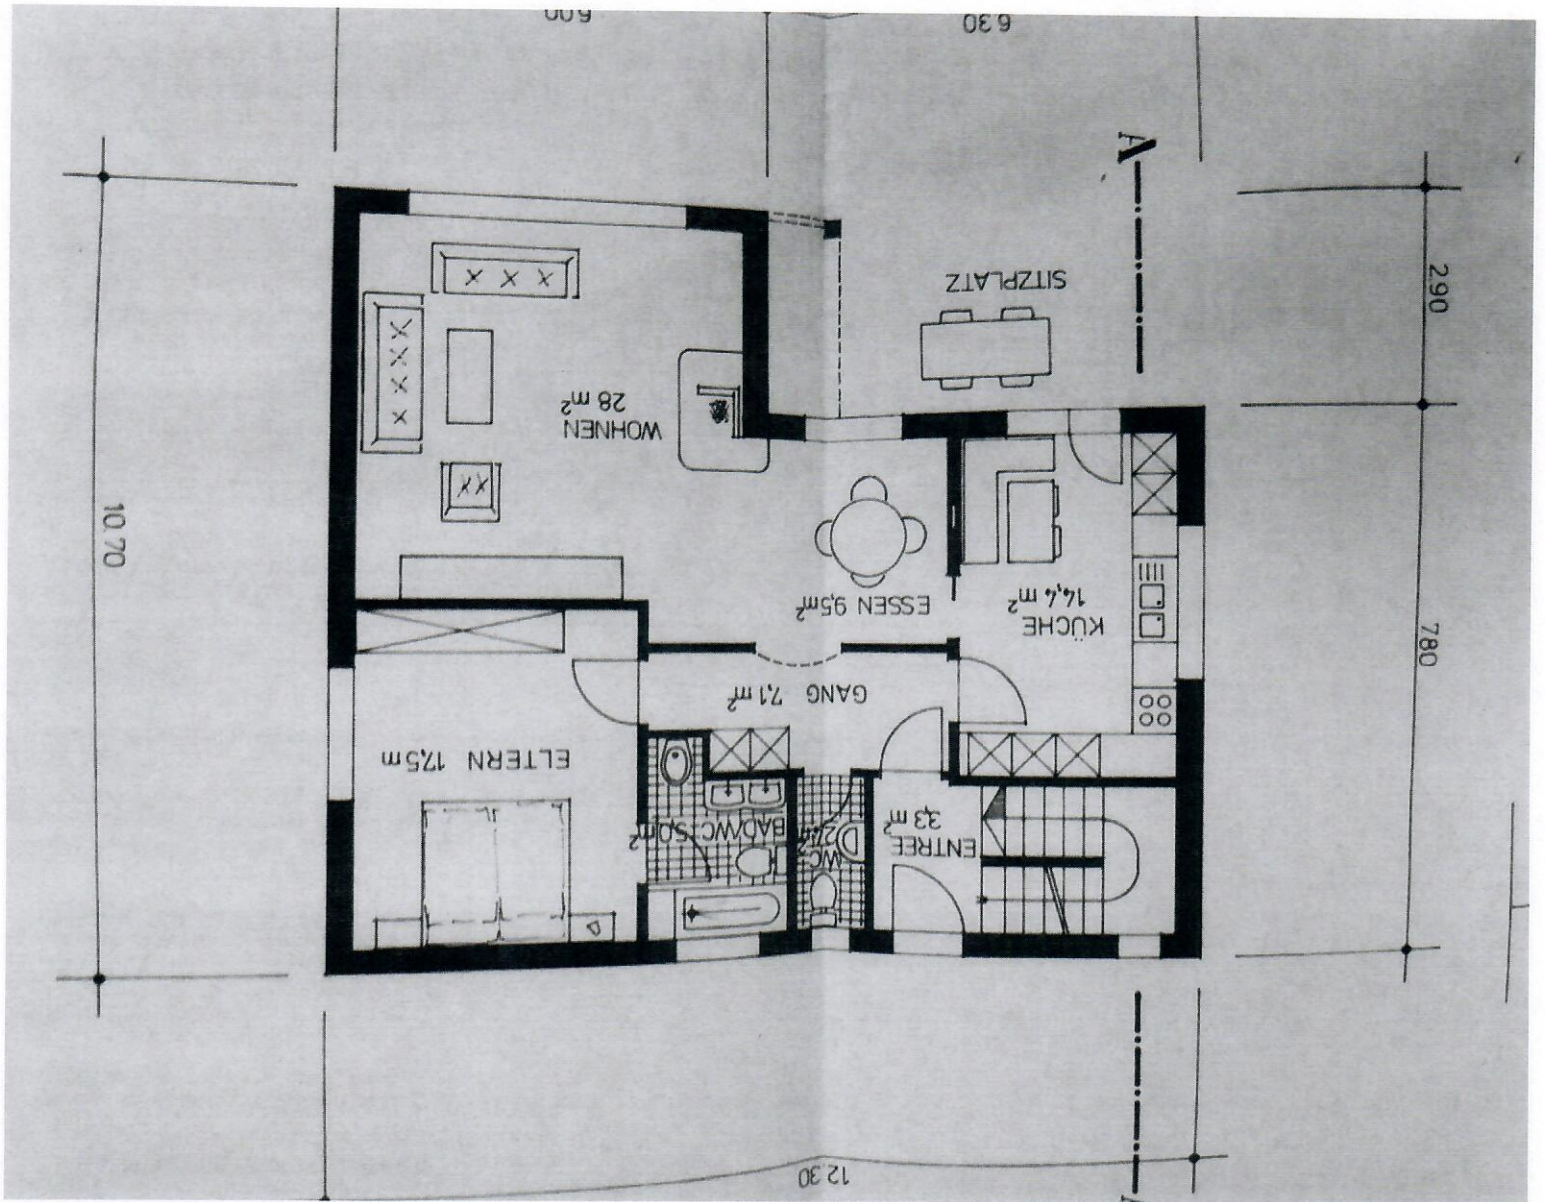 6.00
6.30
A
SITZPLATZ
2.90
WOHNEN
28 m²
10.70
ESSEN 9,5 m²
KÜCHE
14,4 m²
7.80
GANG 7,1 m²
ELTERN 17,5 m
BAD/WC 5,0 m²
WC
ENTREE
3,3 m²
12.30